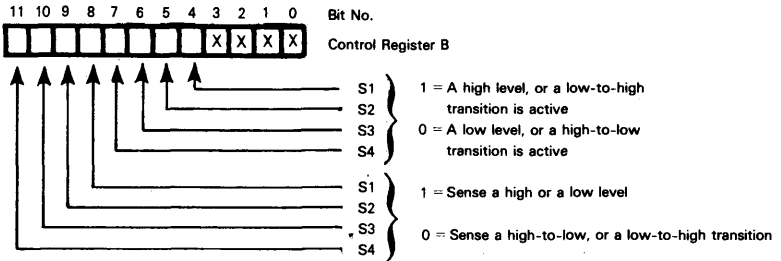 11 10 9 8 7 6 5 4 3 2 1 0 Bit No.
X X X X Control Register B
S1 1 = A high level, or a low-to-high
S2 transition is active
S3 0 = A low level, or a high-to-low
S4 transition is active
S1 1 = Sense a high or a low level
S2
S3 0 = Sense a high-to-low, or a low-to-high transition
S4